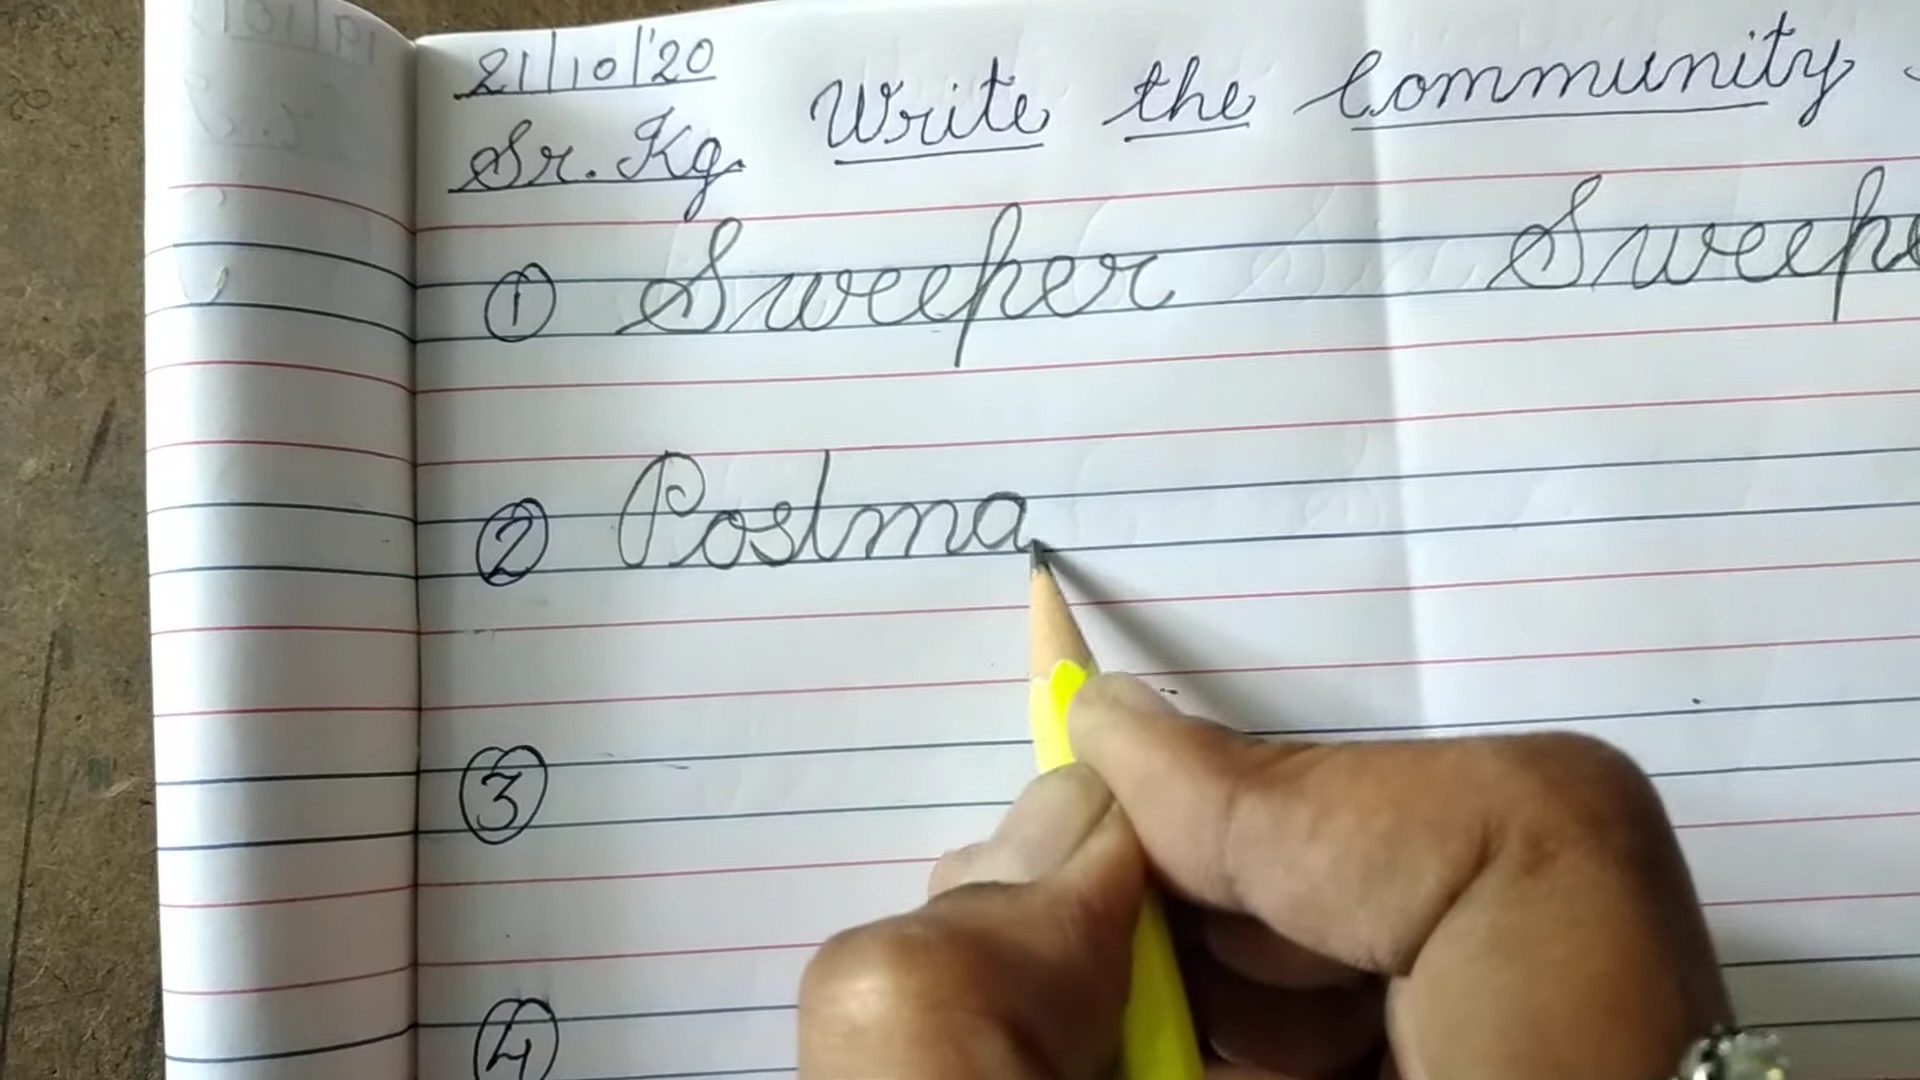 21/10/'20
Sr. Kg.
Write the Community
① Sweeper Sweepe
② Postma
③
④